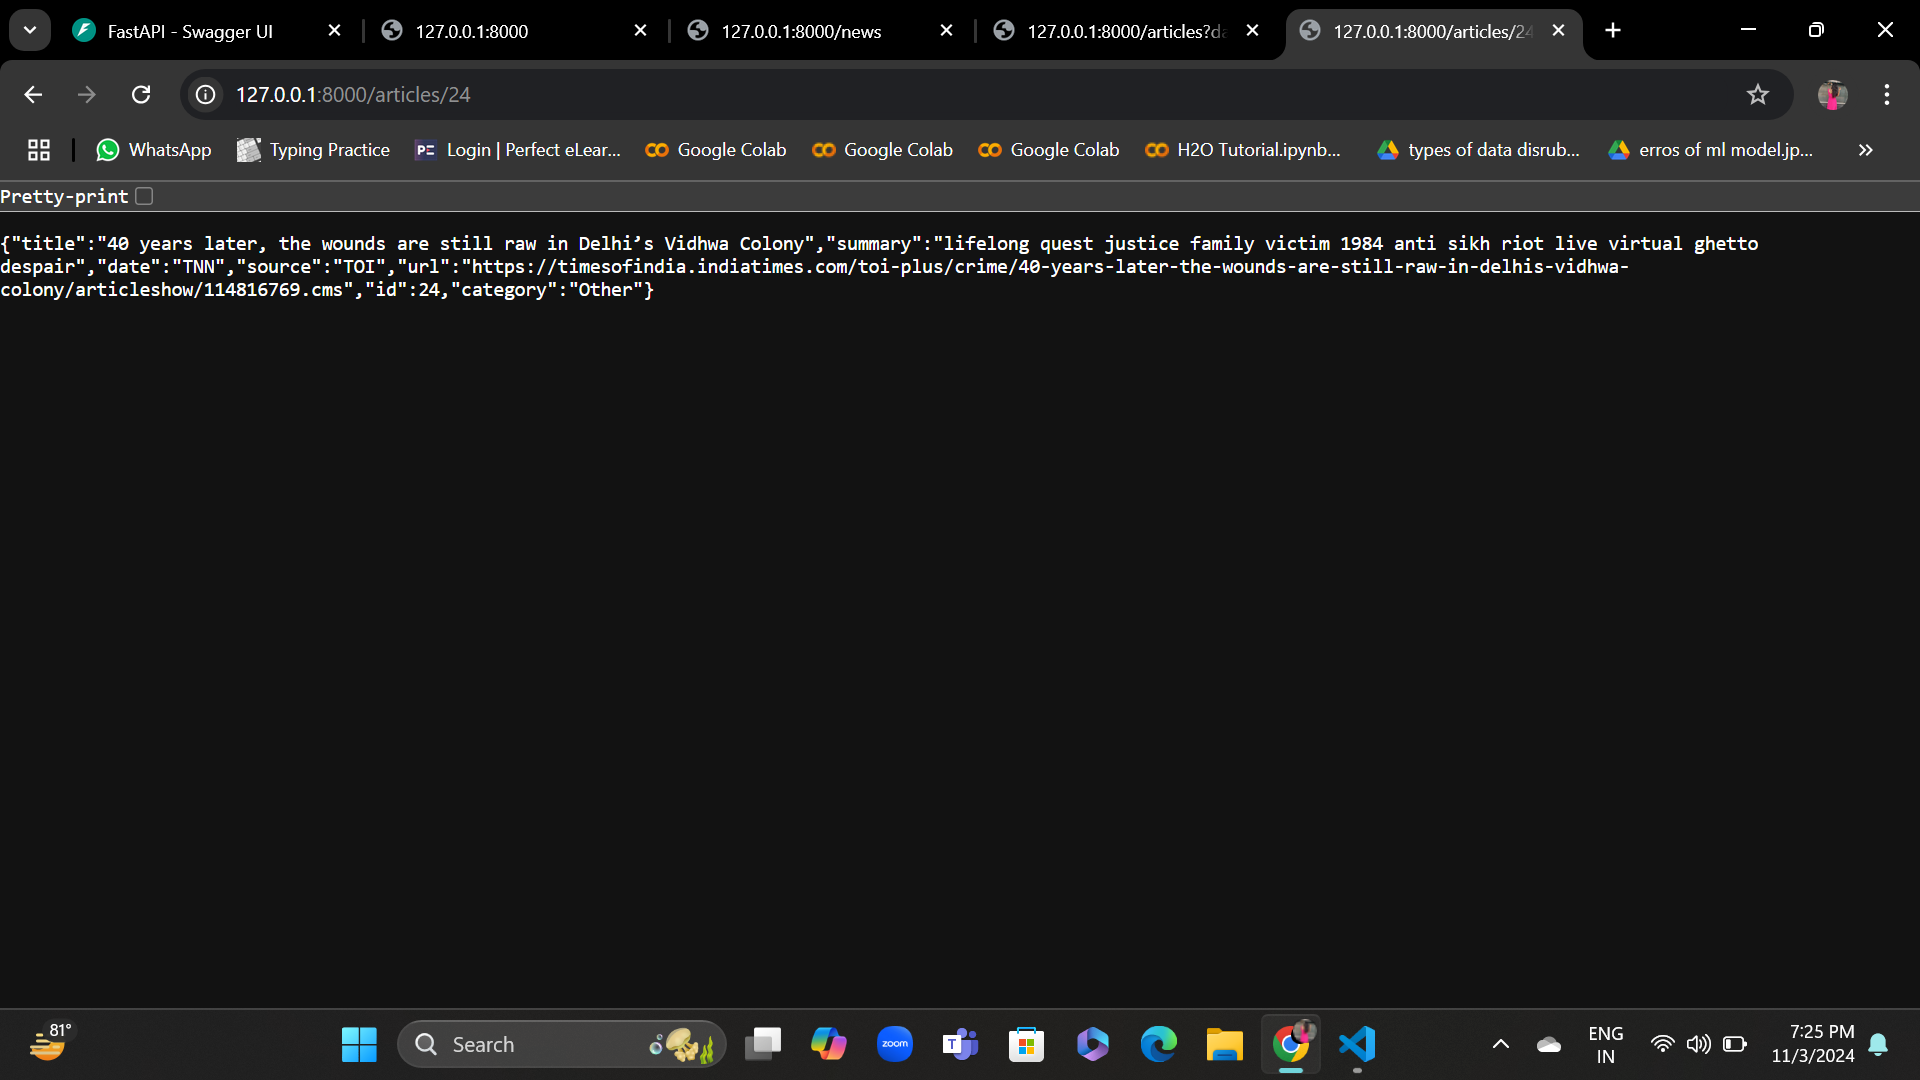 FastAPI - Swagger UI
127.0.0.1:8000
127.0.0.1:8000/news
127.0.0.1:8000/articles?da
127.0.0.1:8000/articles/24
127.0.0.1:8000/articles/24
WhatsApp
Typing Practice
PE Login | Perfect eLear...
Google Colab
Google Colab
Google Colab
H2O Tutorial.ipynb...
types of data disrub...
erros of ml model.jp...
Pretty-print
{"title":"40 years later, the wounds are still raw in Delhi’s Vidhwa Colony","summary":"lifelong quest justice family victim 1984 anti sikh riot live virtual ghetto
despair","date":"TNN","source":"TOI","url":"https://timesofindia.indiatimes.com/toi-plus/crime/40-years-later-the-wounds-are-still-raw-in-delhis-vidhwa-
colony/articleshow/114816769.cms","id":24,"category":"Other"}
81°
Search
zoom
T
ENG
IN
7:25 PM
11/3/2024